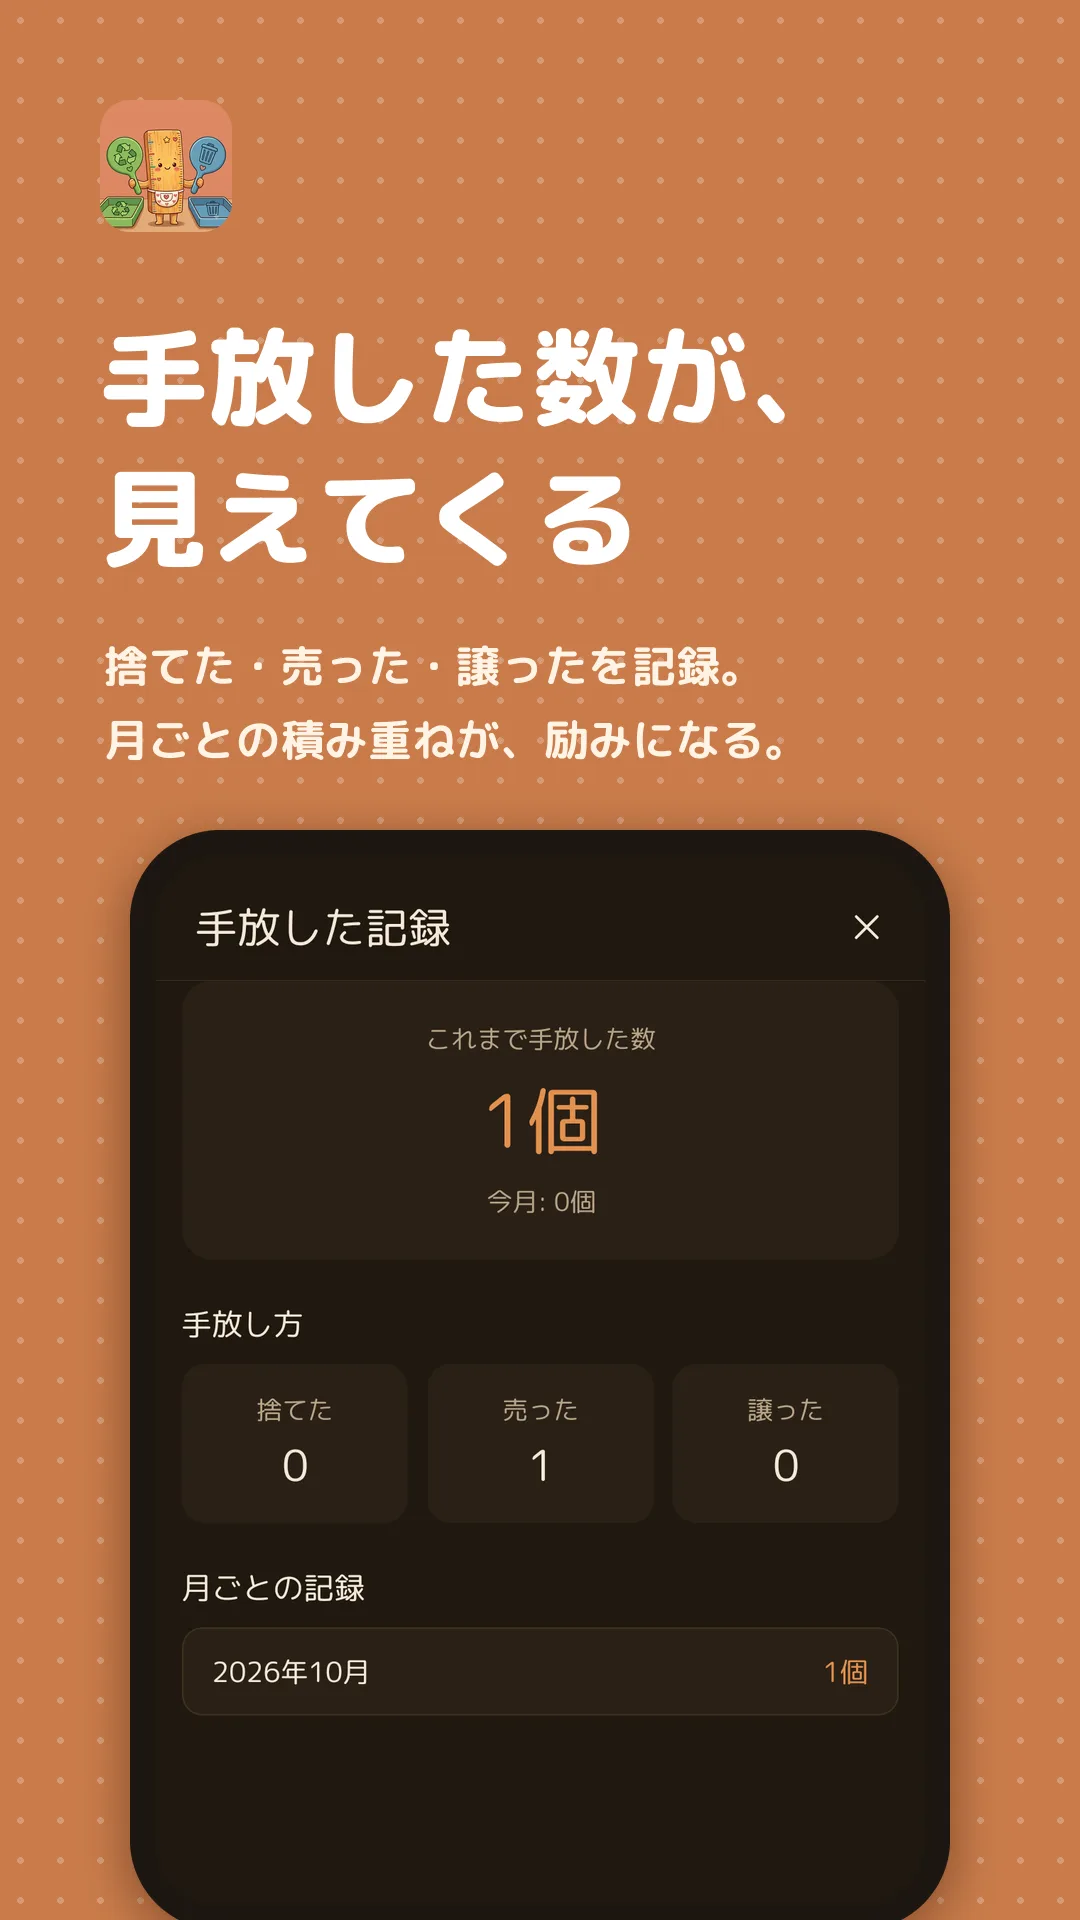 手放した数が、
見えてくる
捨てた・売った・譲ったを記録。
月ごとの積み重ねが、励みになる。
手放した記録
これまで手放した数
1個
今月: 0個
手放し方
捨てた
0
売った
1
譲った
0
月ごとの記録
2026年10月 1個